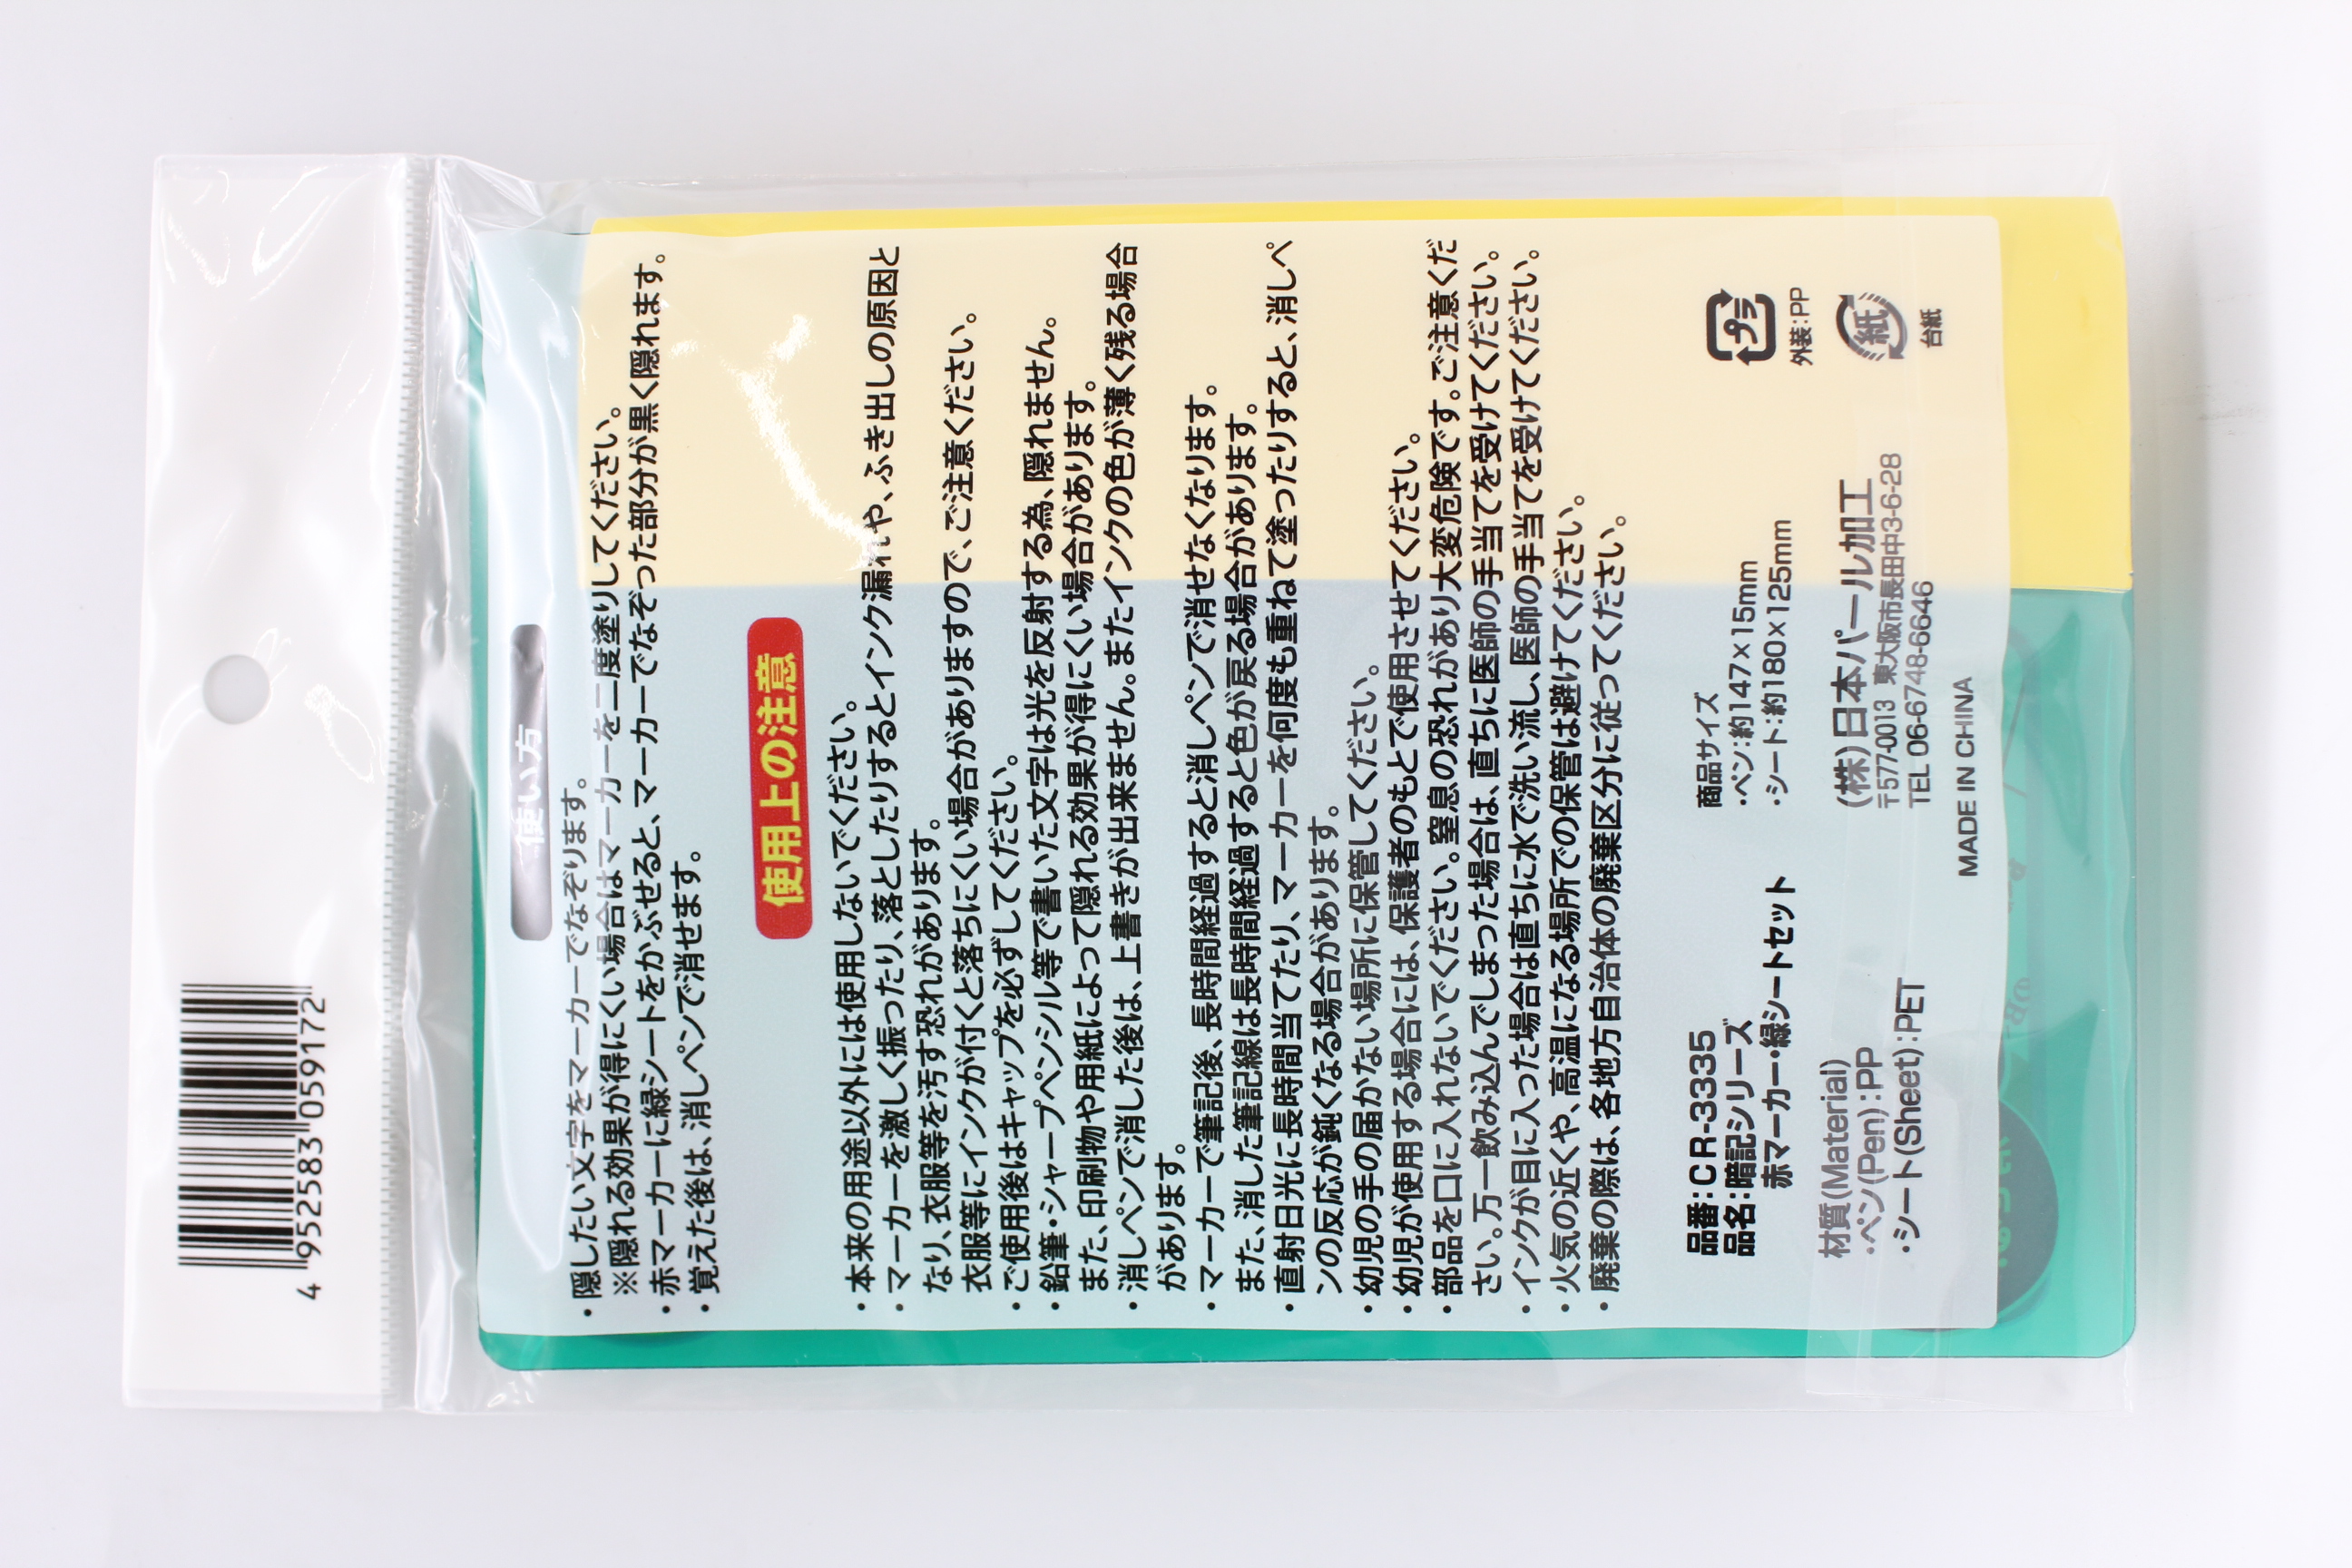 4 952583 059172
使い方
・隠したい文字をマーカーでなぞります。
※隠れる効果が得にくい場合はマーカーを二度塗りしてください。
・赤マーカーに緑シートをかぶせると、マーカーでなぞった部分が黒く隠れます。
・覚えた後は、消しペンで消せます。
使用上の注意
・本来の用途以外には使用しないでください。
・マーカーを激しく振ったり、落としたりするとインク漏れや、ふき出しの原因と
なり、衣服等を汚す恐れがあります。
衣服等にインクが付くと落ちにくい場合がありますので、ご注意ください。
・ご使用後はキャップを必ずしてください。
・鉛筆・シャープペンシル等で書いた文字は光を反射する為、隠れません。
また、印刷物や用紙によって隠れる効果が得にくい場合があります。
・消しペンで消した後は、上書きが出来ません。またインクの色が薄く残る場合
があります。
・マーカーで筆記後、長時間経過すると消しペンで消せなくなります。
また、消した筆記線は長時間経過すると色が戻る場合があります。
・直射日光に長時間当てたり、マーカーを何度も重ねて塗ったりすると、消しペ
ンの反応が鈍くなる場合があります。
・幼児の手の届かない場所に保管してください。
・幼児が使用する場合には、保護者のもとで使用させてください。
・部品を口に入れないでください。窒息の恐れがあり大変危険です。ご注意くだ
さい。万一飲み込んでしまった場合は、直ちに医師の手当てを受けてください。
・インクが目に入った場合は直ちに水で洗い流し、医師の手当てを受けてください。
・火気の近くや、高温になる場所での保管は避けてください。
・廃棄の際は、各地方自治体の廃棄区分に従ってください。
品番：CR-3335
品名：暗記シリーズ
赤マーカー・緑シートセット
材質(Material)
・ペン(Pen)：PP
・シート(Sheet)：PET
商品サイズ
・ペン：約147×15mm
・シート：約180×125mm
(株)日本パール加工
〒577-0013 東大阪市長田中3-6-28
TEL 06-6748-6646
MADE IN CHINA
プラ
外装：PP
紙
台紙